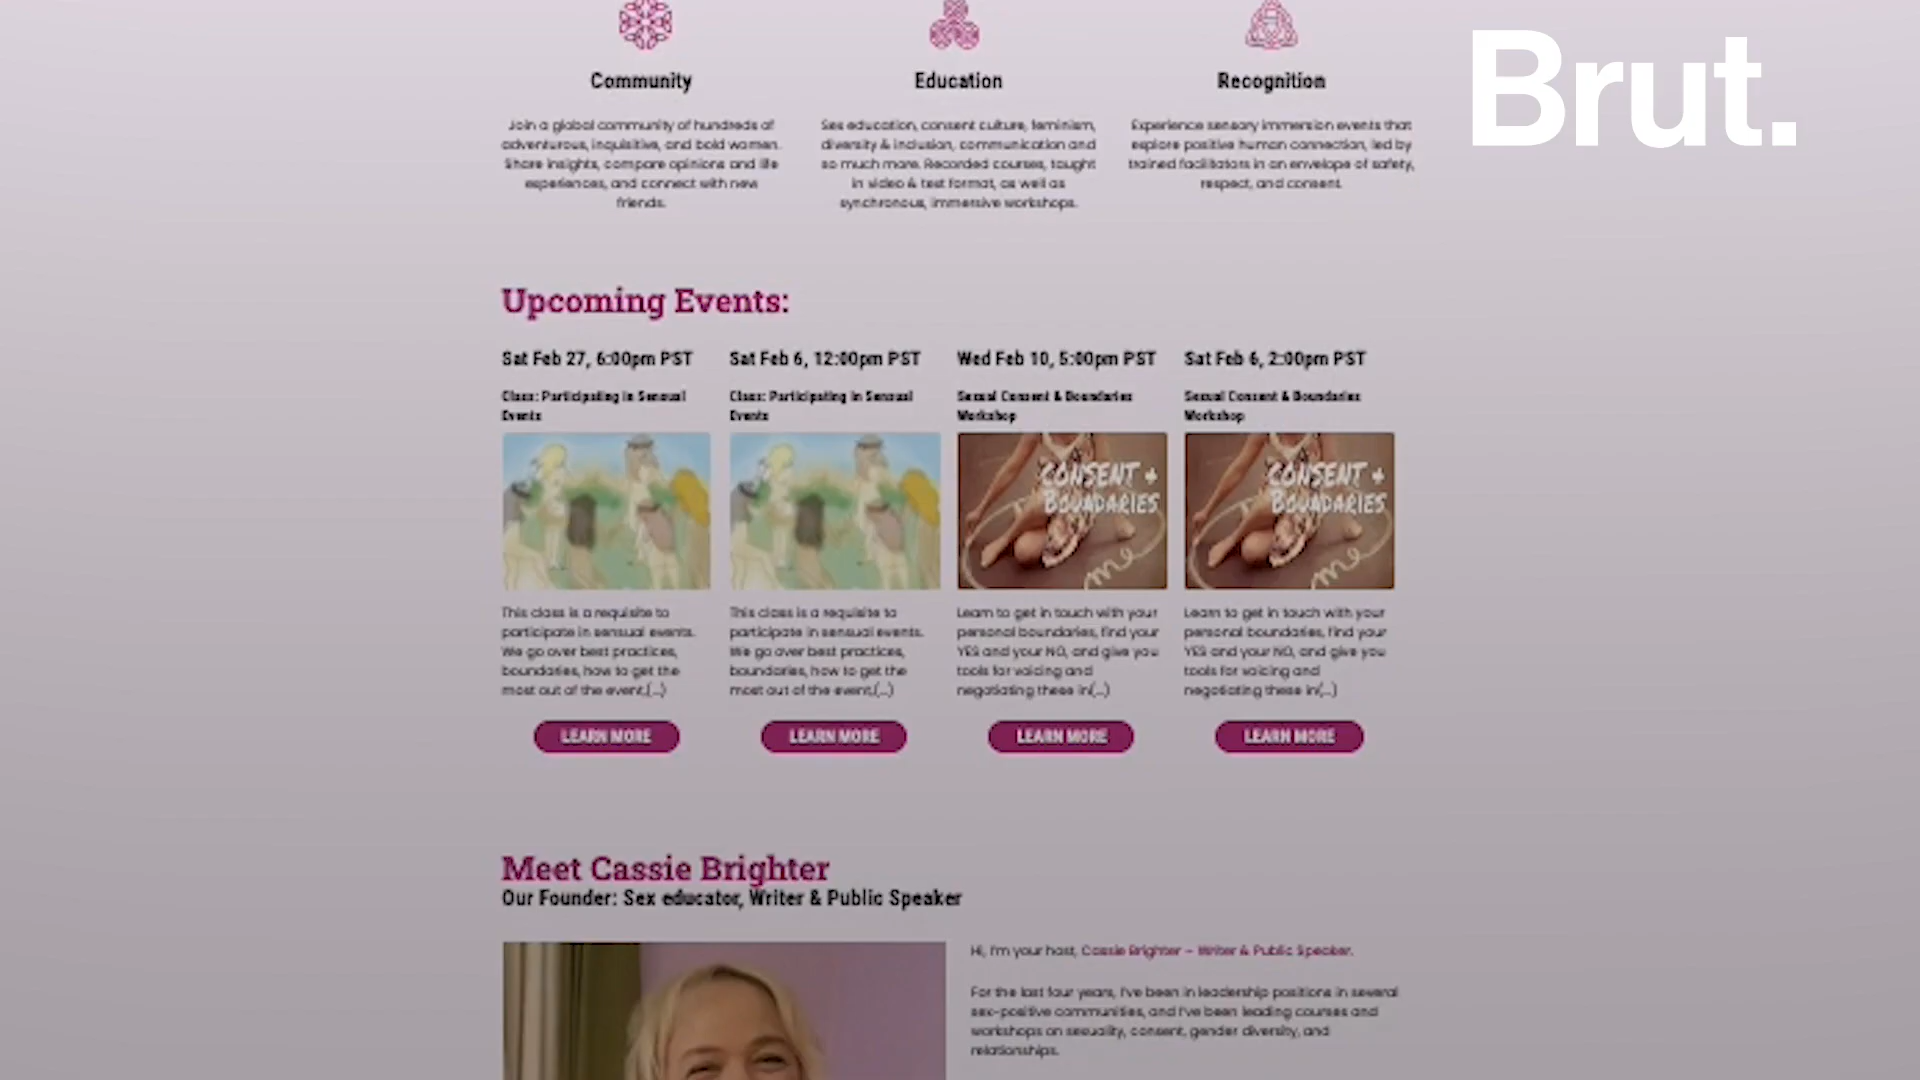 Brut.
Community
Education
Recognition
Join a global community of hundreds of
adventurous, inquisitive, and bold women.
Share insights, compare opinions and life
experiences, and connect with new
friends.
Sex education, consent culture, feminism,
diversity & inclusion, communication and
so much more. Recorded courses, taught
in video & text format, as well as
synchronous, immersive workshops.
Experience sensory immersion events that
explore positive human connection, led by
trained facilitators in an envelope of safety,
respect, and consent.
Upcoming Events:
Sat Feb 27, 6:00pm PST
Class: Participating in Sensual
Events
This class is a requisite to
participate in sensual events.
We go over best practices,
boundaries, how to get the
most out of the event,(...)
LEARN MORE
Sat Feb 6, 12:00pm PST
Class: Participating in Sensual
Events
This class is a requisite to
participate in sensual events.
We go over best practices,
boundaries, how to get the
most out of the event,(...)
LEARN MORE
Wed Feb 10, 5:00pm PST
Sexual Consent & Boundaries
Workshop
CONSENT +
BOUNDARIES
me
Learn to get in touch with your
personal boundaries, find your
YES and your NO, and give you
tools for voicing and
negotiating these in(...)
LEARN MORE
Sat Feb 6, 2:00pm PST
Sexual Consent & Boundaries
Workshop
CONSENT +
BOUNDARIES
me
Learn to get in touch with your
personal boundaries, find your
YES and your NO, and give you
tools for voicing and
negotiating these in(...)
LEARN MORE
Meet Cassie Brighter
Our Founder: Sex educator, Writer & Public Speaker
Hi, I'm your host, Cassie Brighter – Writer & Public Speaker.
For the last four years, I've been in leadership positions in several
sex-positive communities, and I've been leading courses and
workshops on sexuality, consent, gender diversity, and
relationships.